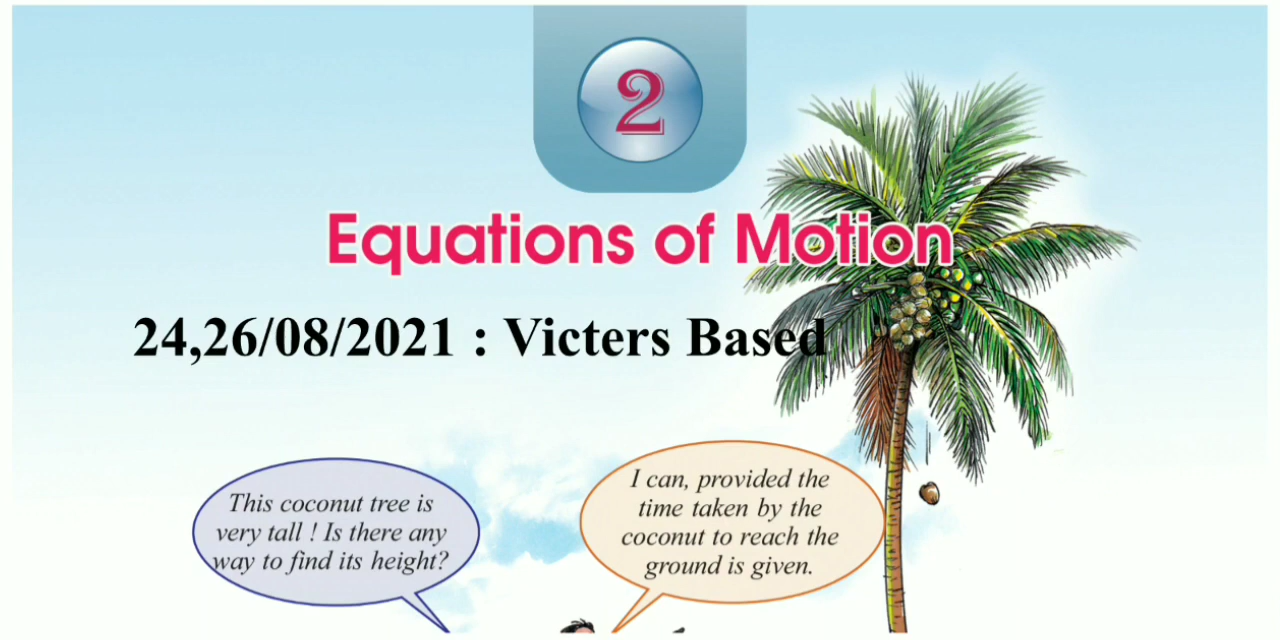 2
Equations of Motion
24,26/08/2021 : Victers Based
This coconut tree is
very tall ! Is there any
way to find its height?
I can, provided the
time taken by the
coconut to reach the
ground is given.